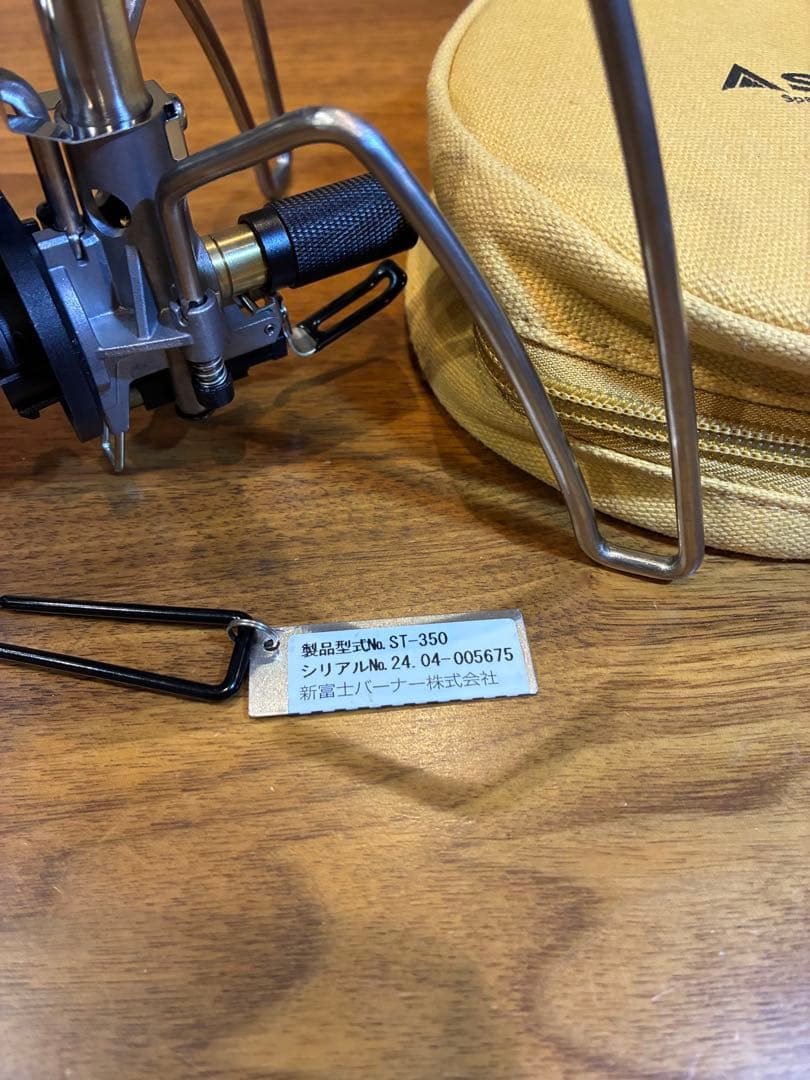 製品型式No.ST-350
シリアルNo.24.04-005675
新富士バーナー株式会社